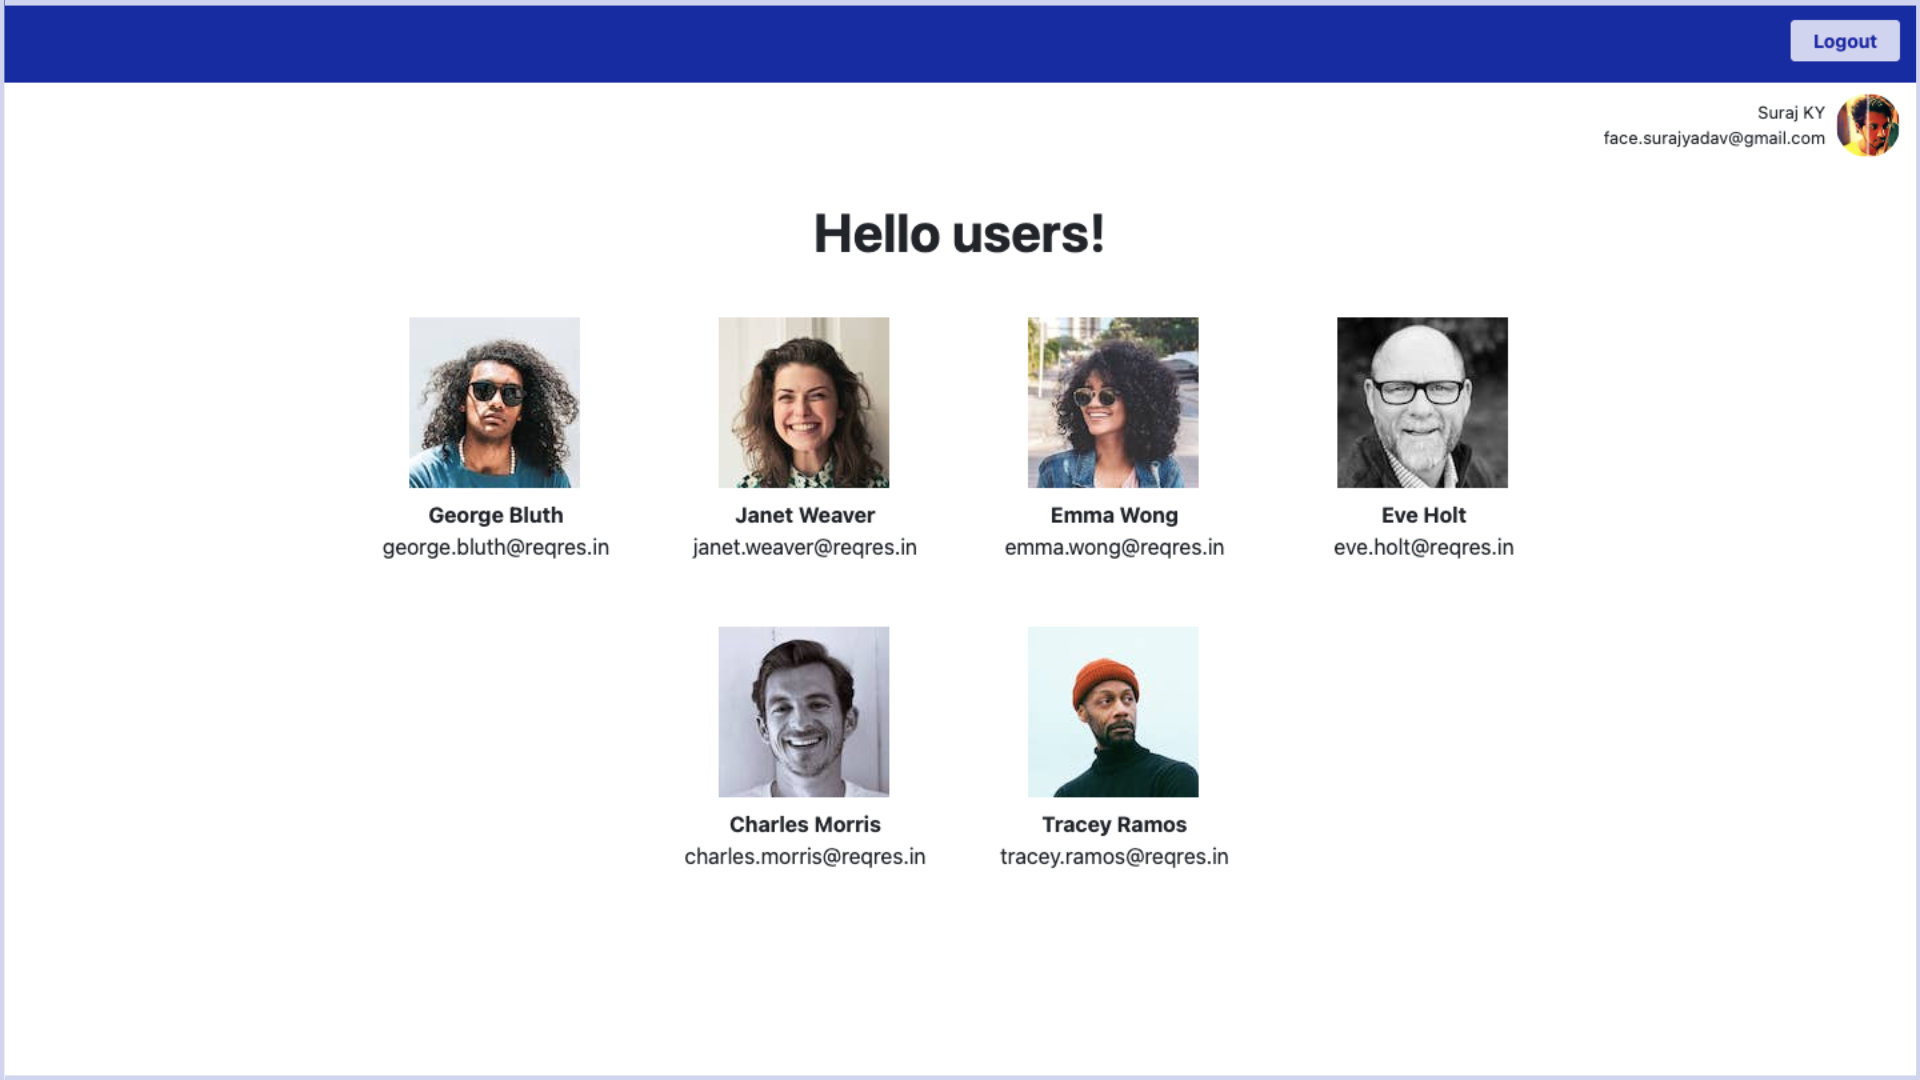 Logout
Suraj KY
face.surajyadav@gmail.com
Hello users!
George Bluth
george.bluth@reqres.in
Janet Weaver
janet.weaver@reqres.in
Emma Wong
emma.wong@reqres.in
Eve Holt
eve.holt@reqres.in
Charles Morris
charles.morris@reqres.in
Tracey Ramos
tracey.ramos@reqres.in